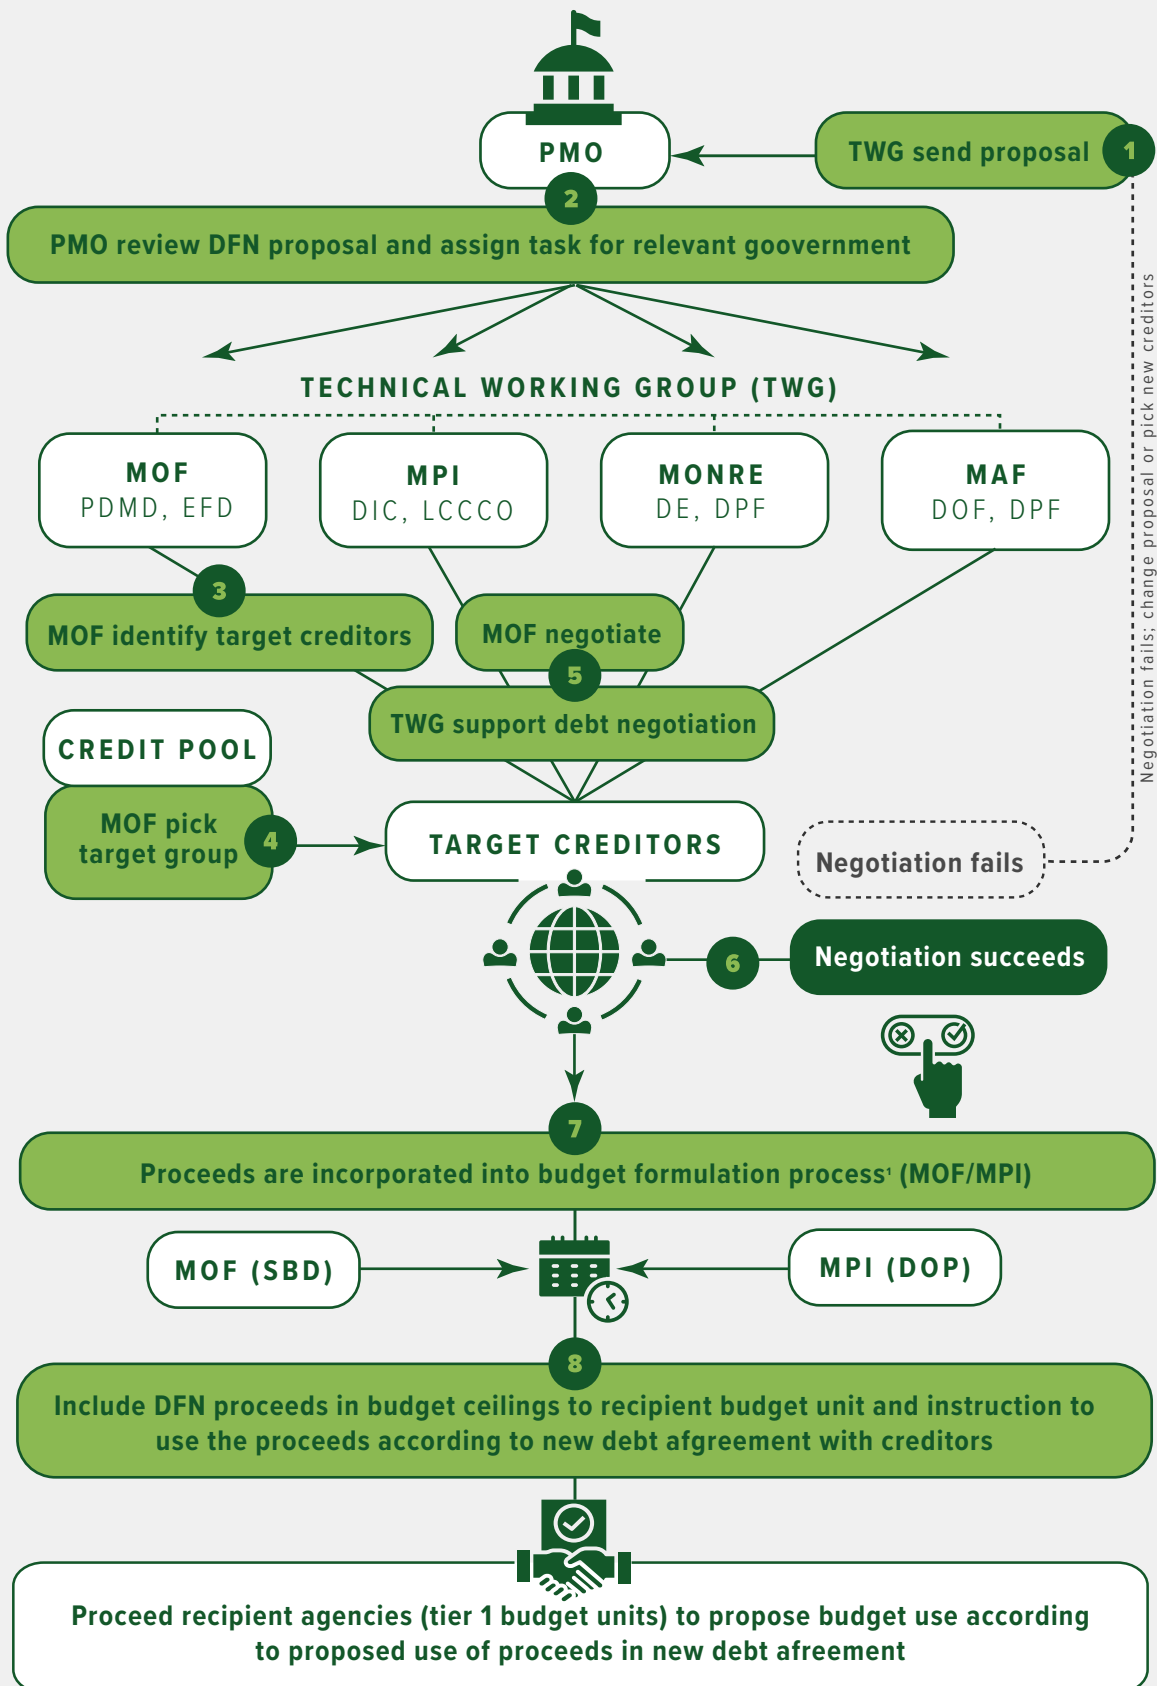 PMO
TWG send proposal
1
2
PMO review DFN proposal and assign task for relevant goovernment
TECHNICAL WORKING GROUP (TWG)
MOF
PDMD, EFD
MPI
DIC, LCCCO
MONRE
DE, DPF
MAF
DOF, DPF
Negotiation fails; change proposal or pick new creditors
3
MOF identify target creditors
MOF negotiate
5
TWG support debt negotiation
CREDIT POOL
MOF pick
target group
4
TARGET CREDITORS
Negotiation fails
6
Negotiation succeeds
7
Proceeds are incorporated into budget formulation process¹ (MOF/MPI)
MOF (SBD)
MPI (DOP)
8
Include DFN proceeds in budget ceilings to recipient budget unit and instruction to
use the proceeds according to new debt afgreement with creditors
Proceed recipient agencies (tier 1 budget units) to propose budget use according
to proposed use of proceeds in new debt afreement